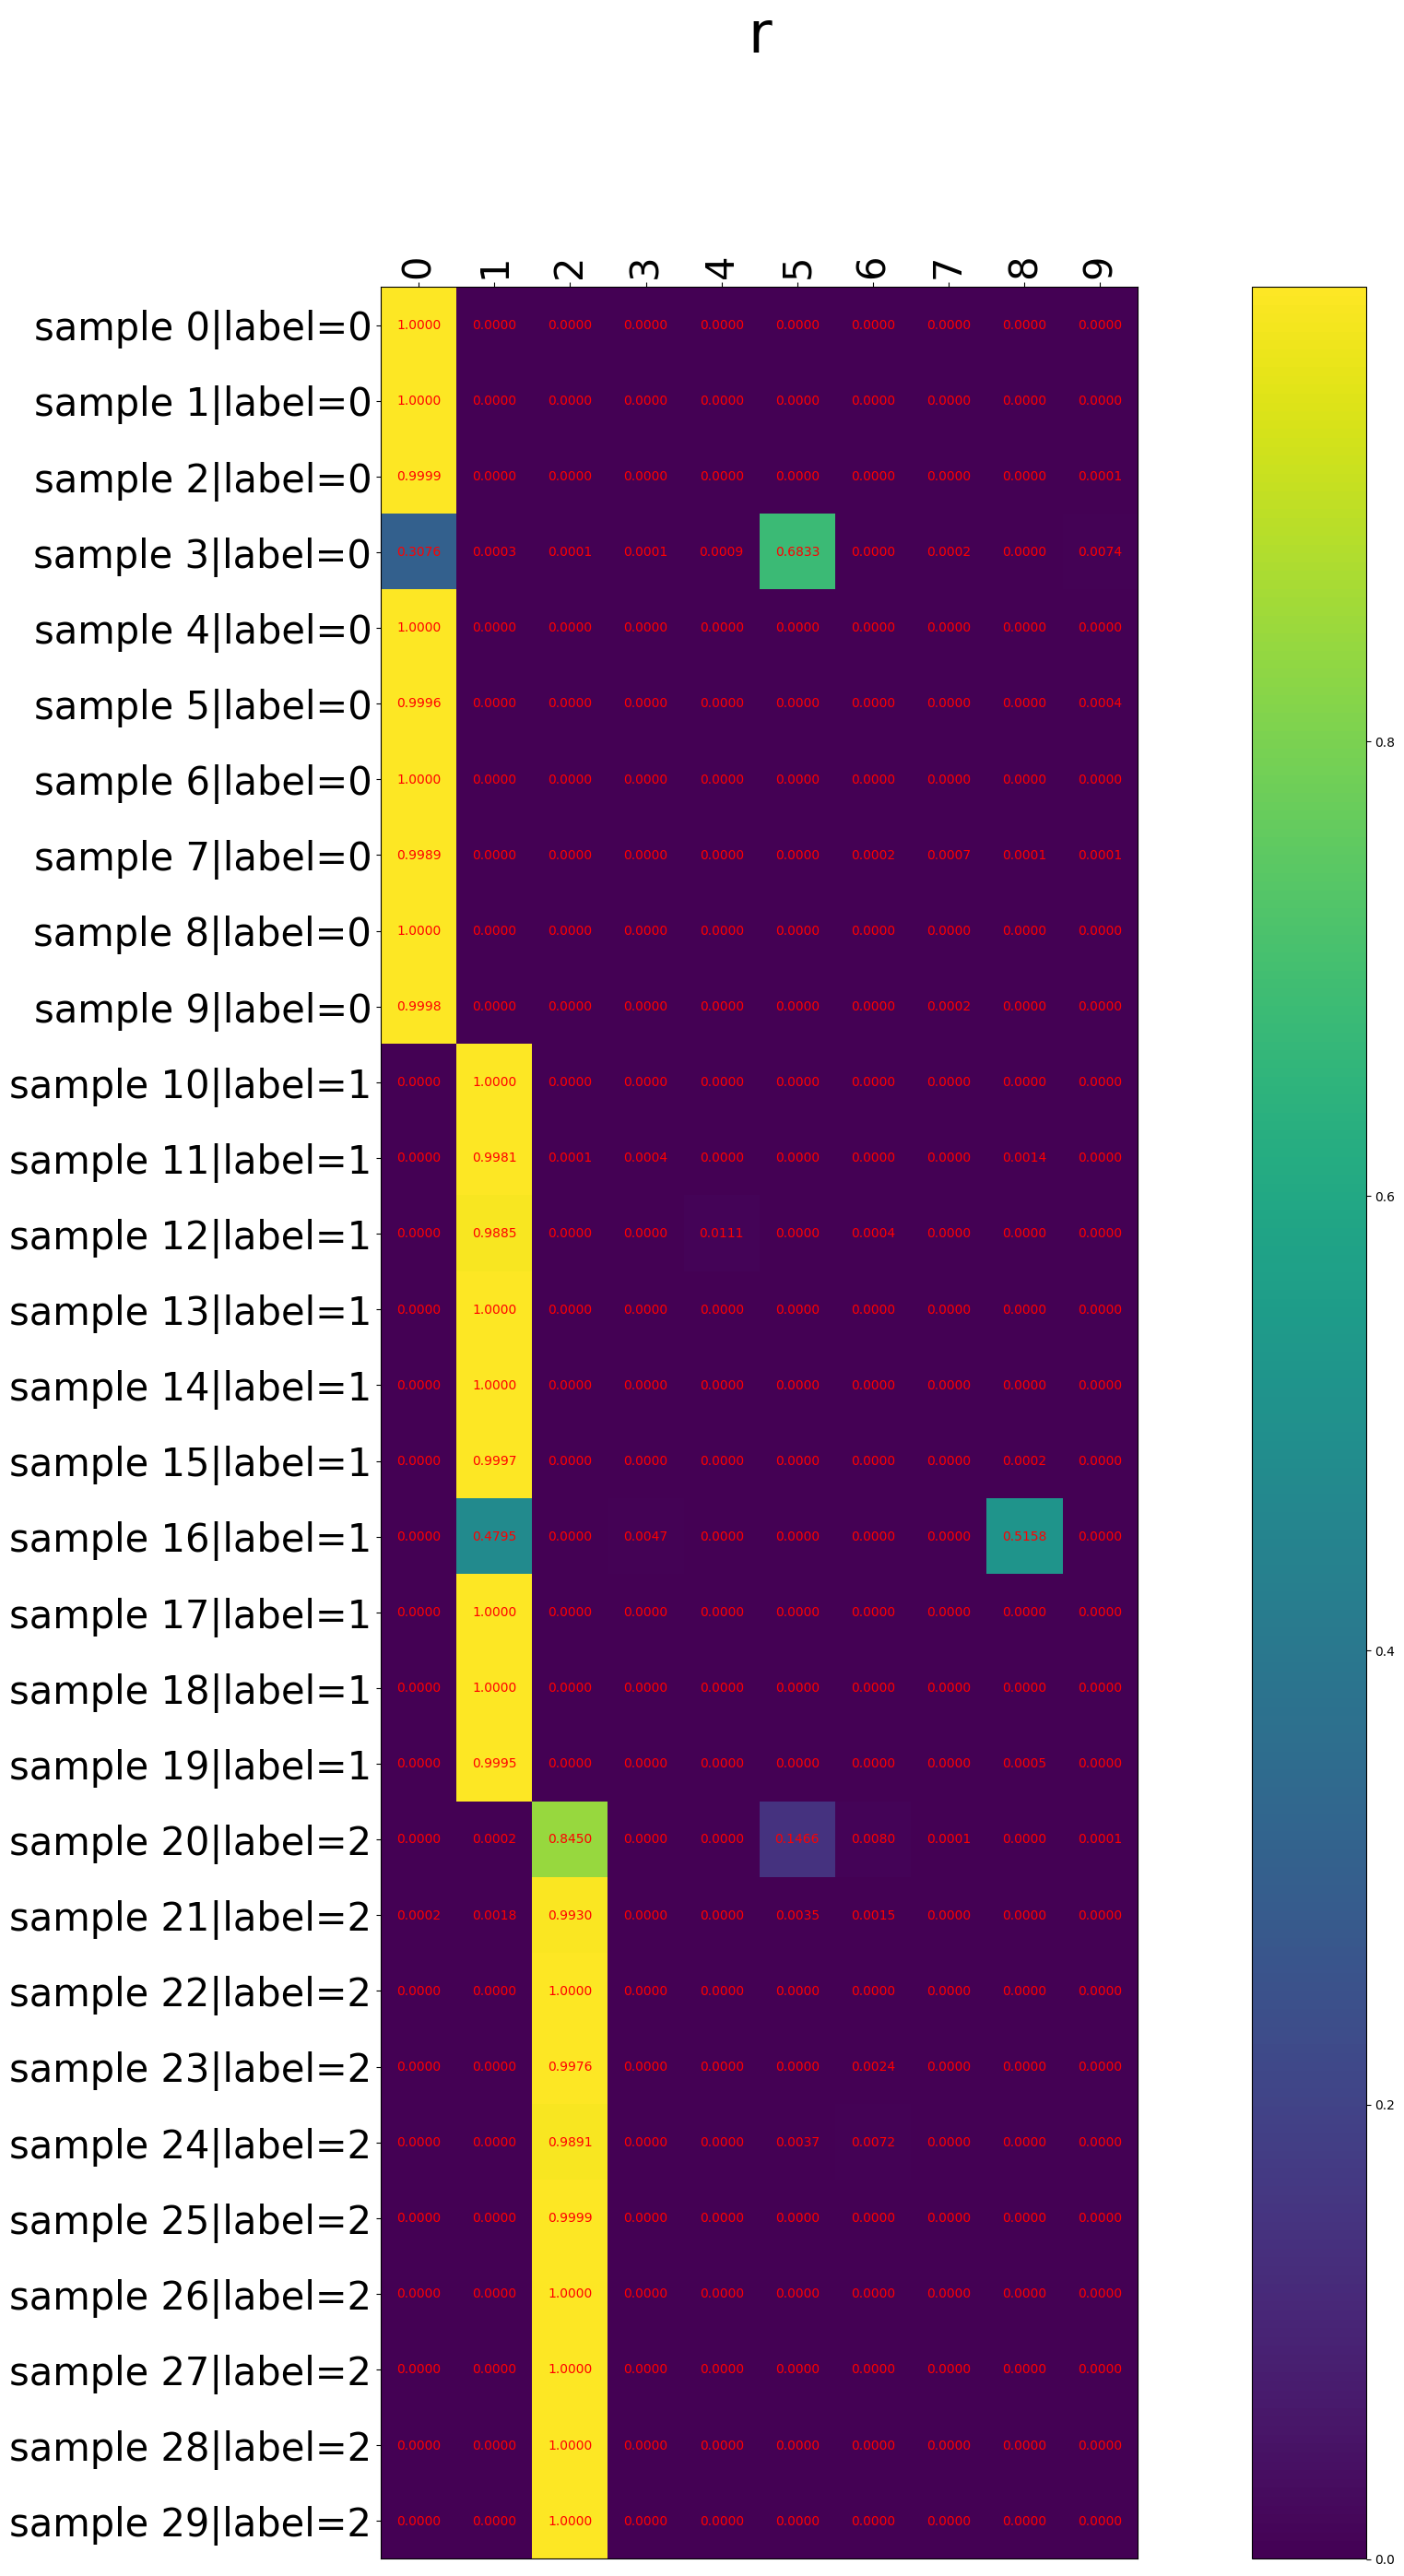 r
0 1 2 3 4 5 6 7 8 9
sample 0|label=0 1.0000 0.0000 0.0000 0.0000 0.0000 0.0000 0.0000 0.0000 0.0000 0.0000
sample 1|label=0 1.0000 0.0000 0.0000 0.0000 0.0000 0.0000 0.0000 0.0000 0.0000 0.0000
sample 2|label=0 0.9999 0.0000 0.0000 0.0000 0.0000 0.0000 0.0000 0.0000 0.0000 0.0001
sample 3|label=0 0.3076 0.0003 0.0001 0.0001 0.0009 0.6833 0.0000 0.0002 0.0000 0.0074
sample 4|label=0 1.0000 0.0000 0.0000 0.0000 0.0000 0.0000 0.0000 0.0000 0.0000 0.0000
sample 5|label=0 0.9996 0.0000 0.0000 0.0000 0.0000 0.0000 0.0000 0.0000 0.0000 0.0004
0.8
sample 6|label=0 1.0000 0.0000 0.0000 0.0000 0.0000 0.0000 0.0000 0.0000 0.0000 0.0000
sample 7|label=0 0.9989 0.0000 0.0000 0.0000 0.0000 0.0000 0.0002 0.0007 0.0001 0.0001
sample 8|label=0 1.0000 0.0000 0.0000 0.0000 0.0000 0.0000 0.0000 0.0000 0.0000 0.0000
sample 9|label=0 0.9998 0.0000 0.0000 0.0000 0.0000 0.0000 0.0000 0.0002 0.0000 0.0000
sample 10|label=1 0.0000 1.0000 0.0000 0.0000 0.0000 0.0000 0.0000 0.0000 0.0000 0.0000
sample 11|label=1 0.0000 0.9981 0.0001 0.0004 0.0000 0.0000 0.0000 0.0000 0.0014 0.0000
0.6
sample 12|label=1 0.0000 0.9885 0.0000 0.0000 0.0111 0.0000 0.0004 0.0000 0.0000 0.0000
sample 13|label=1 0.0000 1.0000 0.0000 0.0000 0.0000 0.0000 0.0000 0.0000 0.0000 0.0000
sample 14|label=1 0.0000 1.0000 0.0000 0.0000 0.0000 0.0000 0.0000 0.0000 0.0000 0.0000
sample 15|label=1 0.0000 0.9997 0.0000 0.0000 0.0000 0.0000 0.0000 0.0000 0.0002 0.0000
sample 16|label=1 0.0000 0.4795 0.0000 0.0047 0.0000 0.0000 0.0000 0.0000 0.5158 0.0000
sample 17|label=1 0.0000 1.0000 0.0000 0.0000 0.0000 0.0000 0.0000 0.0000 0.0000 0.0000
0.4
sample 18|label=1 0.0000 1.0000 0.0000 0.0000 0.0000 0.0000 0.0000 0.0000 0.0000 0.0000
sample 19|label=1 0.0000 0.9995 0.0000 0.0000 0.0000 0.0000 0.0000 0.0000 0.0005 0.0000
sample 20|label=2 0.0000 0.0002 0.8450 0.0000 0.0000 0.1466 0.0080 0.0001 0.0000 0.0001
sample 21|label=2 0.0002 0.0018 0.9930 0.0000 0.0000 0.0035 0.0015 0.0000 0.0000 0.0000
sample 22|label=2 0.0000 0.0000 1.0000 0.0000 0.0000 0.0000 0.0000 0.0000 0.0000 0.0000
sample 23|label=2 0.0000 0.0000 0.9976 0.0000 0.0000 0.0000 0.0024 0.0000 0.0000 0.0000
0.2
sample 24|label=2 0.0000 0.0000 0.9891 0.0000 0.0000 0.0037 0.0072 0.0000 0.0000 0.0000
sample 25|label=2 0.0000 0.0000 0.9999 0.0000 0.0000 0.0000 0.0000 0.0000 0.0000 0.0000
sample 26|label=2 0.0000 0.0000 1.0000 0.0000 0.0000 0.0000 0.0000 0.0000 0.0000 0.0000
sample 27|label=2 0.0000 0.0000 1.0000 0.0000 0.0000 0.0000 0.0000 0.0000 0.0000 0.0000
sample 28|label=2 0.0000 0.0000 1.0000 0.0000 0.0000 0.0000 0.0000 0.0000 0.0000 0.0000
sample 29|label=2 0.0000 0.0000 1.0000 0.0000 0.0000 0.0000 0.0000 0.0000 0.0000 0.0000
0.0